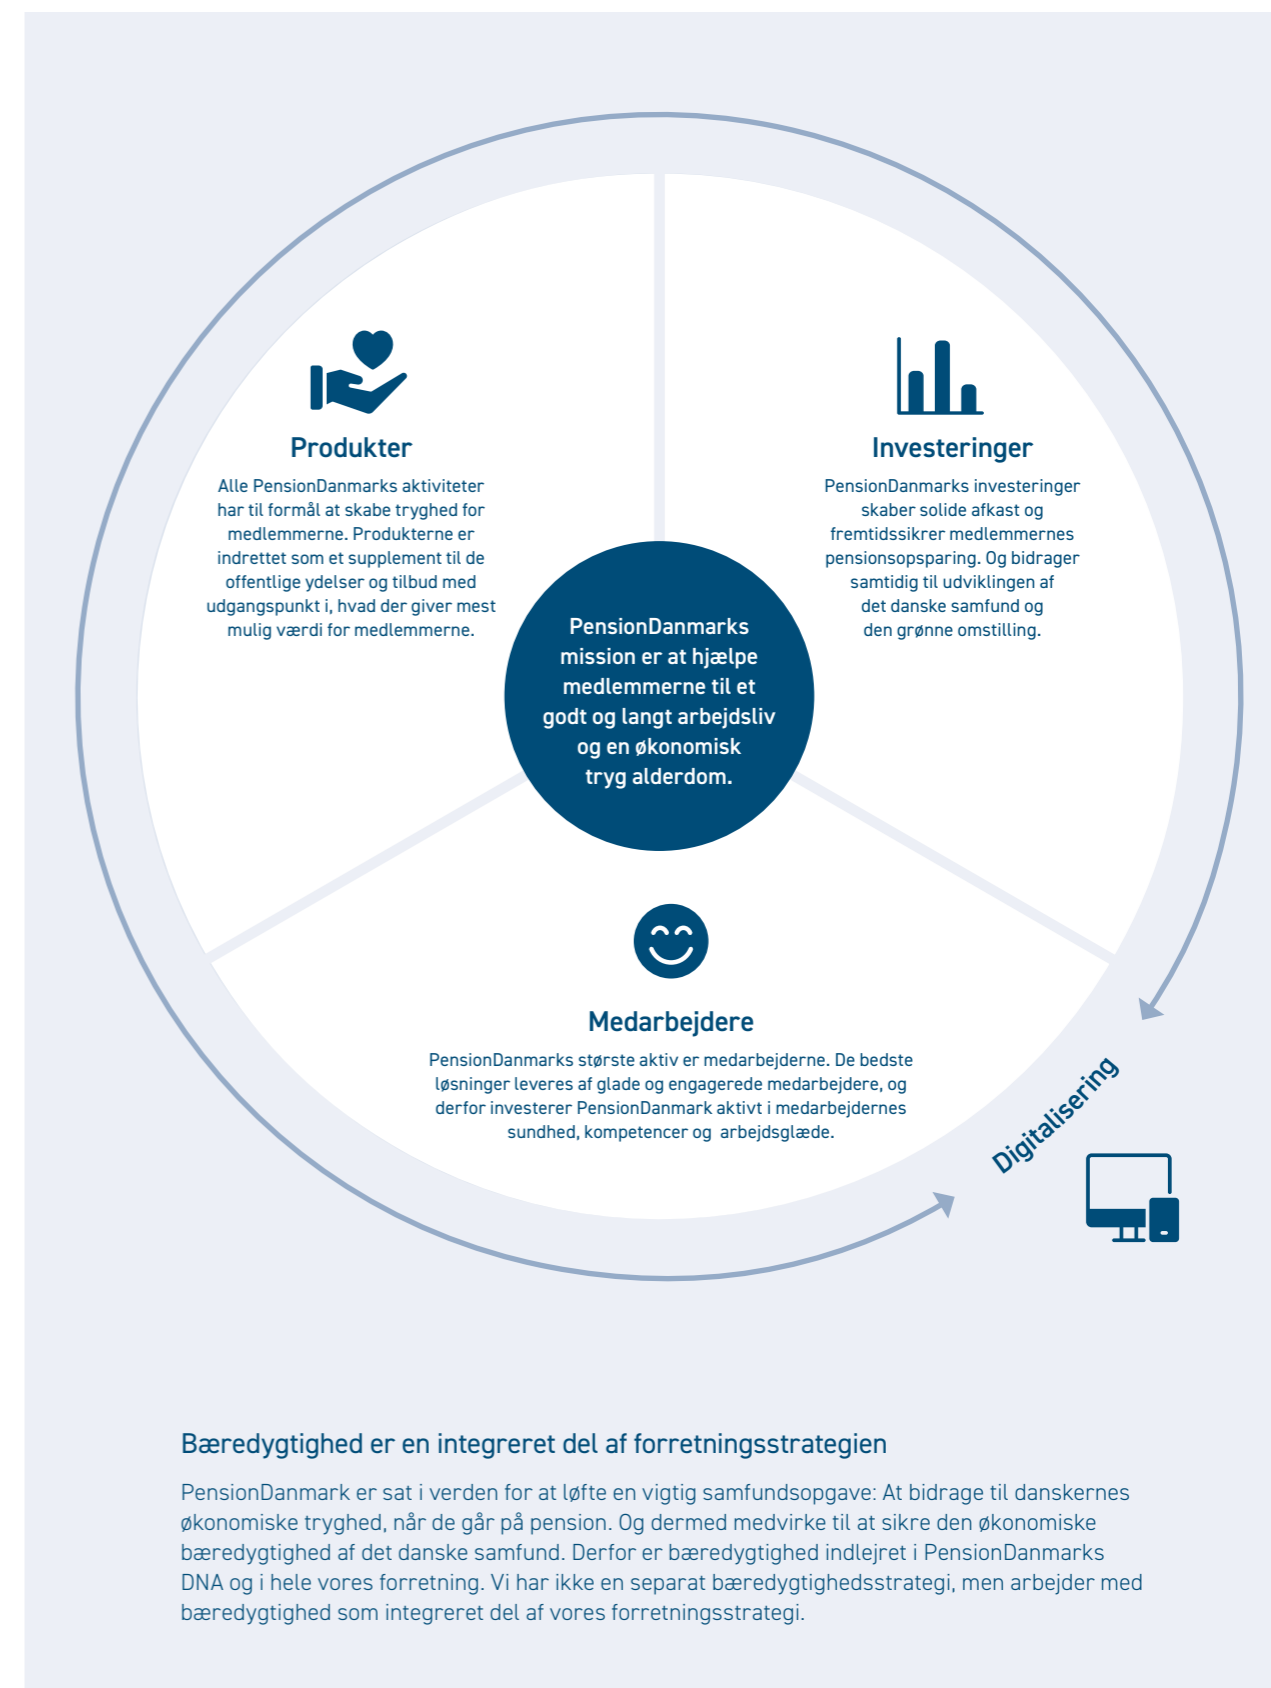 Produkter
Alle PensionDanmarks aktiviteter
har til formål at skabe tryghed for
medlemmerne. Produkterne er
indrettet som et supplement til de
offentlige ydelser og tilbud med
udgangspunkt i, hvad der giver mest
mulig værdi for medlemmerne.
Investeringer
PensionDanmarks investeringer
skaber solide afkast og
fremtidssikrer medlemmernes
pensionsopsparing. Og bidrager
samtidig til udviklingen af
det danske samfund og
den grønne omstilling.
PensionDanmarks
mission er at hjælpe
medlemmerne til et
godt og langt arbejdsliv
og en økonomisk
tryg alderdom.
Medarbejdere
PensionDanmarks største aktiv er medarbejderne. De bedste
løsninger leveres af glade og engagerede medarbejdere, og
derfor investerer PensionDanmark aktivt i medarbejdernes
sundhed, kompetencer og arbejdsglæde.
Digitalisering
Bæredygtighed er en integreret del af forretningsstrategien
PensionDanmark er sat i verden for at løfte en vigtig samfundsopgave: At bidrage til danskernes
økonomiske tryghed, når de går på pension. Og dermed medvirke til at sikre den økonomiske
bæredygtighed af det danske samfund. Derfor er bæredygtighed indlejret i PensionDanmarks
DNA og i hele vores forretning. Vi har ikke en separat bæredygtighedsstrategi, men arbejder med
bæredygtighed som integreret del af vores forretningsstrategi.